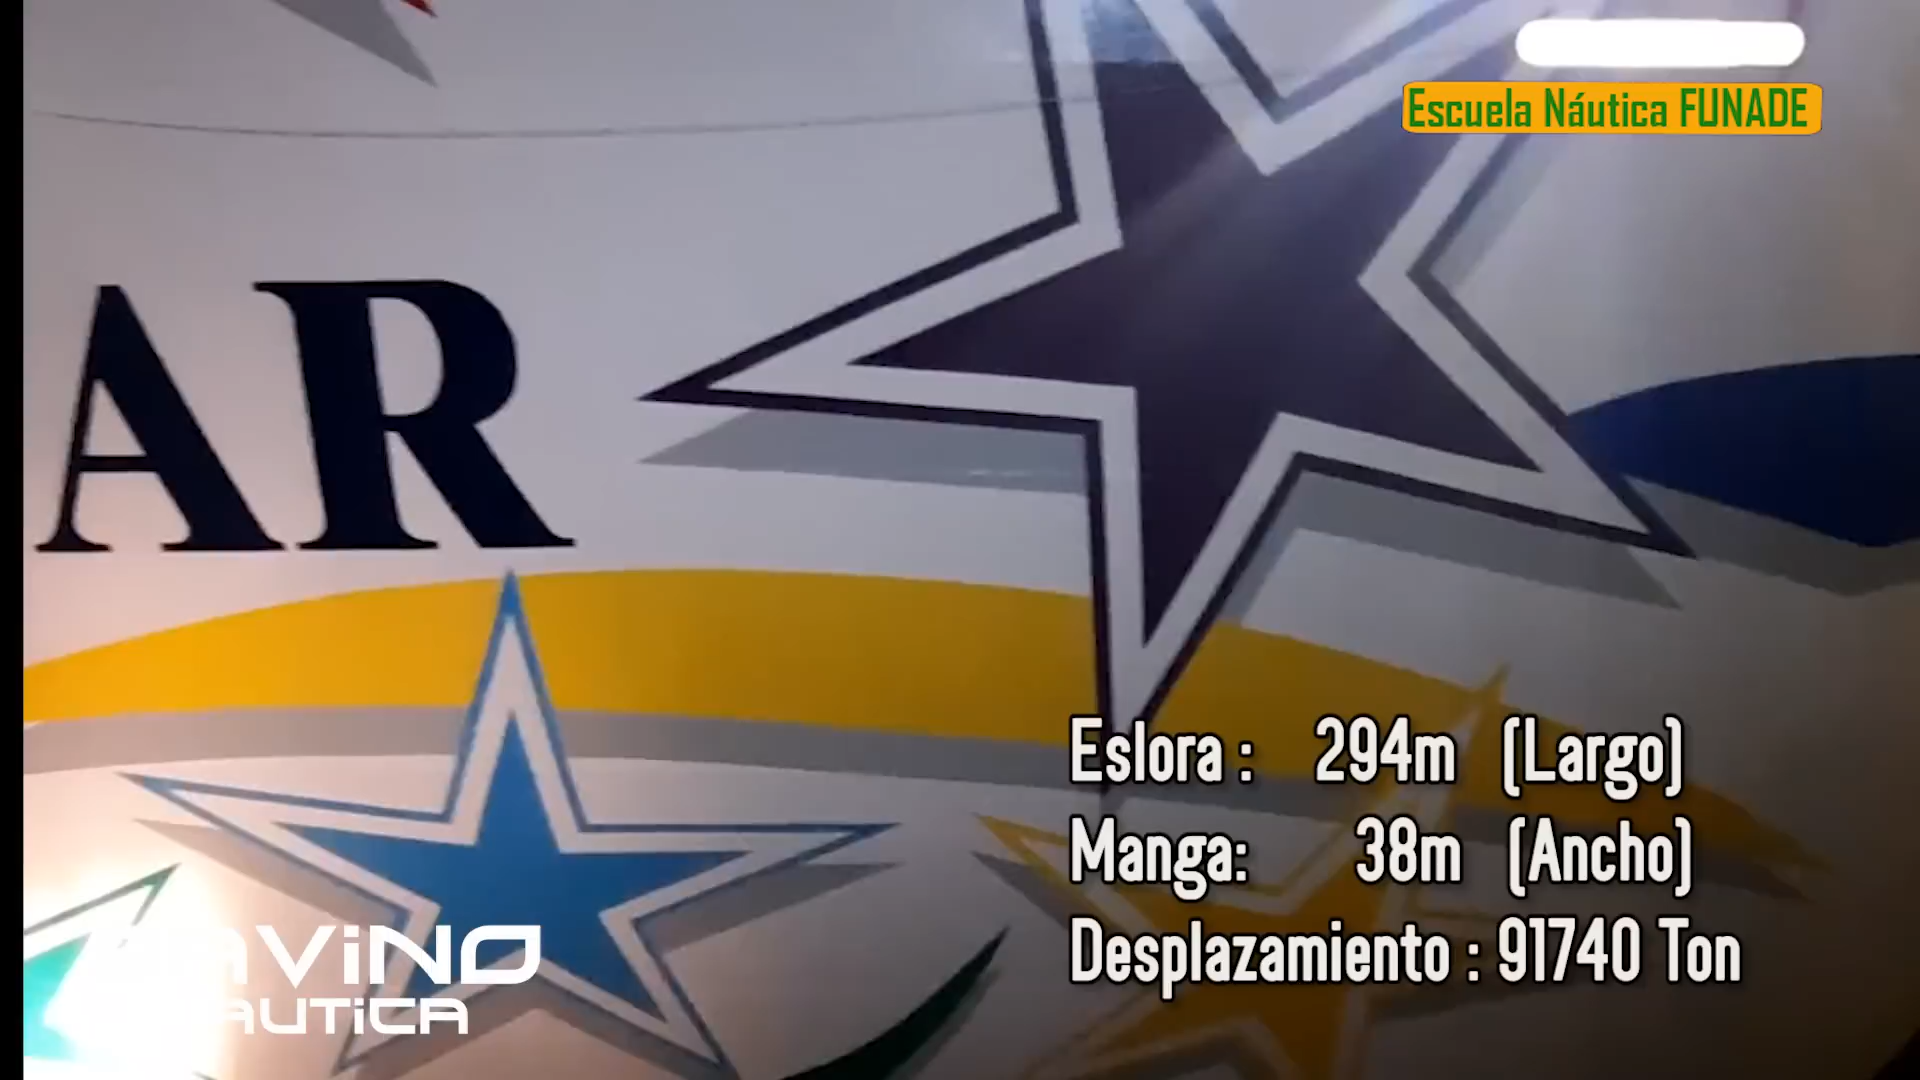 Escuela Náutica FUNADE
AR
Eslora : 294m (Largo)
Manga: 38m (Ancho)
Desplazamiento : 91740 Ton